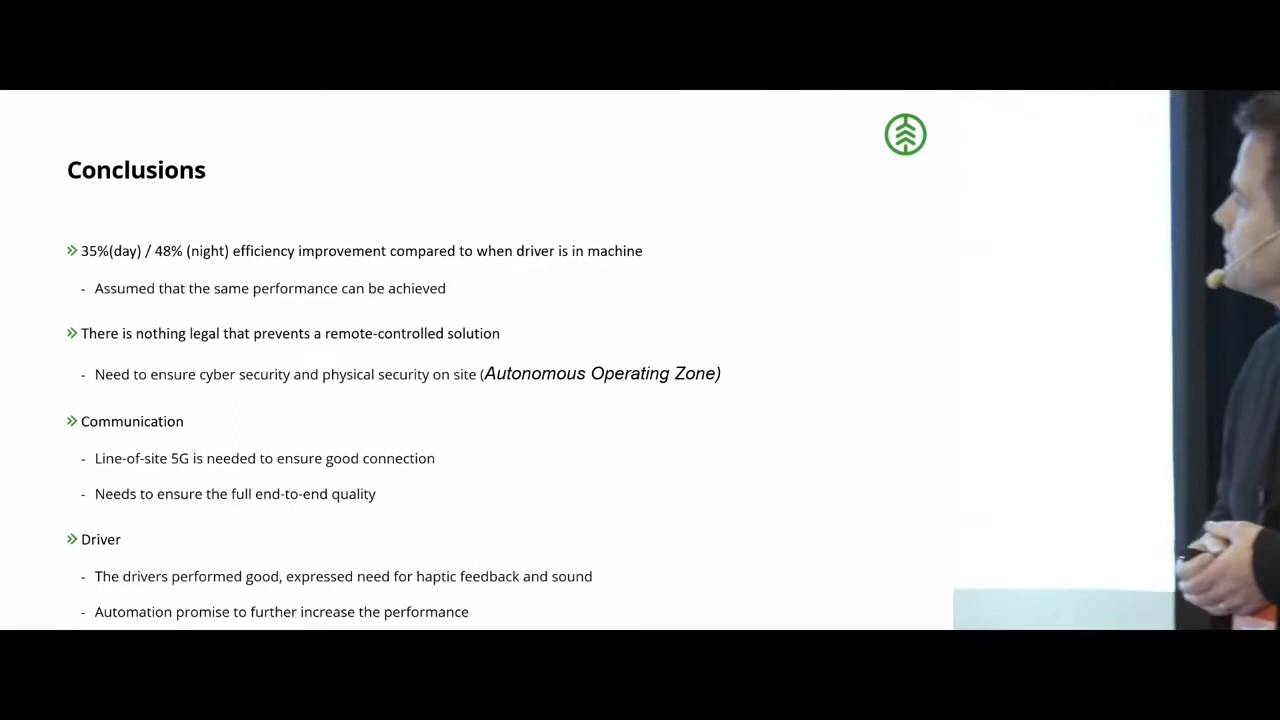 Conclusions
35%(day) / 48% (night) efficiency improvement compared to when driver is in machine
- Assumed that the same performance can be achieved
There is nothing legal that prevents a remote-controlled solution
- Need to ensure cyber security and physical security on site (Autonomous Operating Zone)
Communication
- Line-of-site 5G is needed to ensure good connection
- Needs to ensure the full end-to-end quality
Driver
- The drivers performed good, expressed need for haptic feedback and sound
- Automation promise to further increase the performance